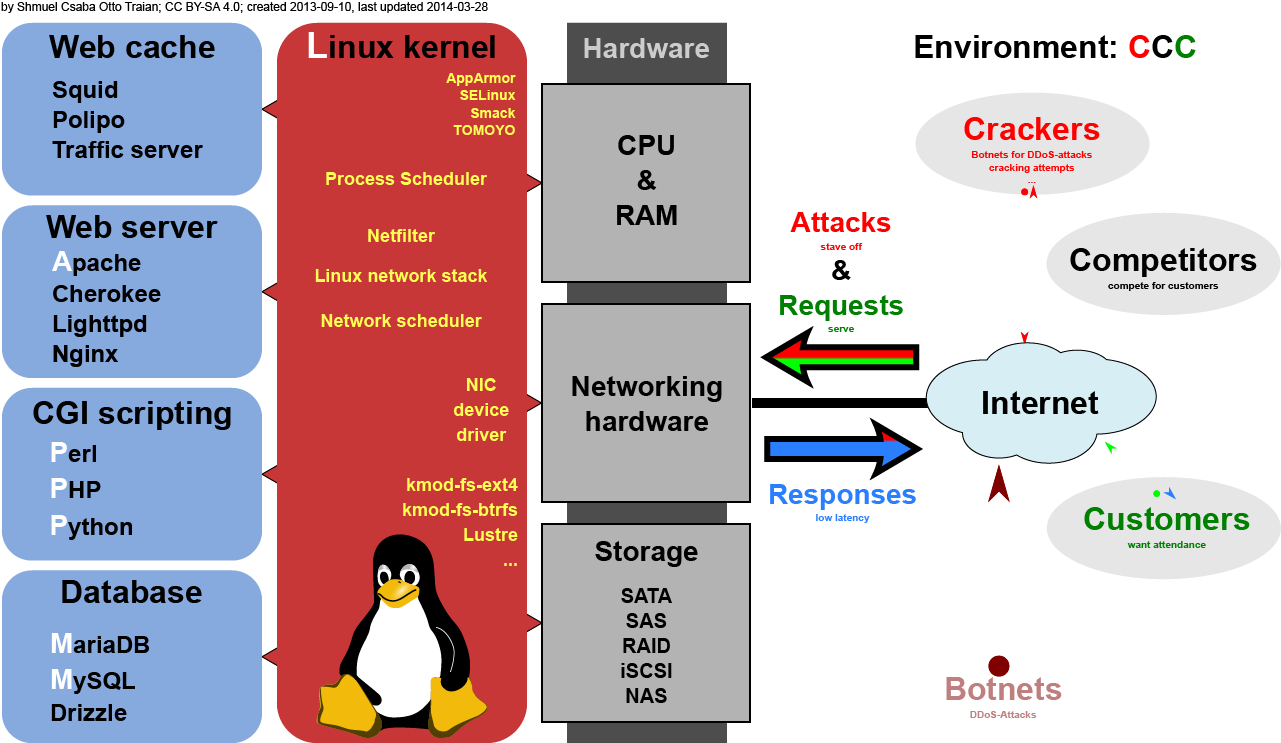 by Shmuel Csaba Otto Traian; CC BY-SA 4.0; created 2013-09-10, last updated 2014-03-28
Web cache
Squid
Polipo
Traffic server
Web server
Apache
Cherokee
Lighttpd
Nginx
CGI scripting
Perl
PHP
Python
Database
MariaDB
MySQL
Drizzle
Linux kernel
AppArmor
SELinux
Smack
TOMOYO
Process Scheduler
Netfilter
Linux network stack
Network scheduler
NIC
device
driver
kmod-fs-ext4
kmod-fs-btrfs
Lustre
...
Hardware
CPU
&
RAM
Networking
hardware
Storage
SATA
SAS
RAID
iSCSI
NAS
Attacks
stave off
&
Requests
serve
Responses
low latency
Environment: CCC
Crackers
Botnets for DDoS-attacks
cracking attempts
...
Competitors
compete for customers
Internet
Customers
want attendance
Botnets
DDoS-Attacks